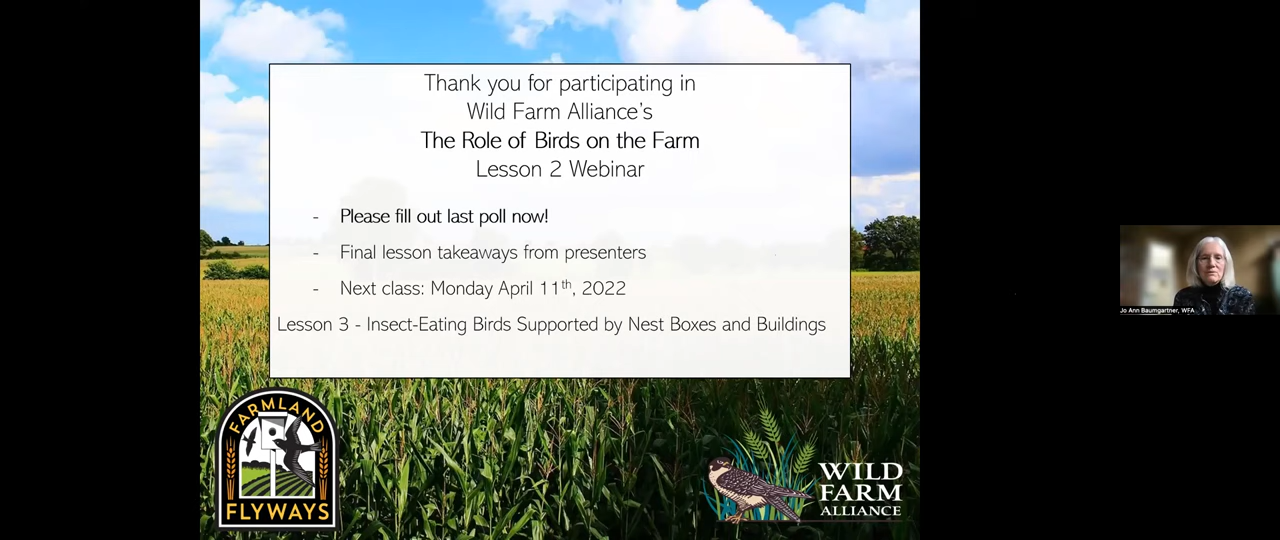 Thank you for participating in
Wild Farm Alliance's
The Role of Birds on the Farm
Lesson 2 Webinar
- Please fill out last poll now!
- Final lesson takeaways from presenters
- Next class: Monday April 11th, 2022
Lesson 3 - Insect-Eating Birds Supported by Nest Boxes and Buildings
Jo Ann Baumgartner, WFA
FARMLAND
FLYWAYS
WILD
FARM
ALLIANCE